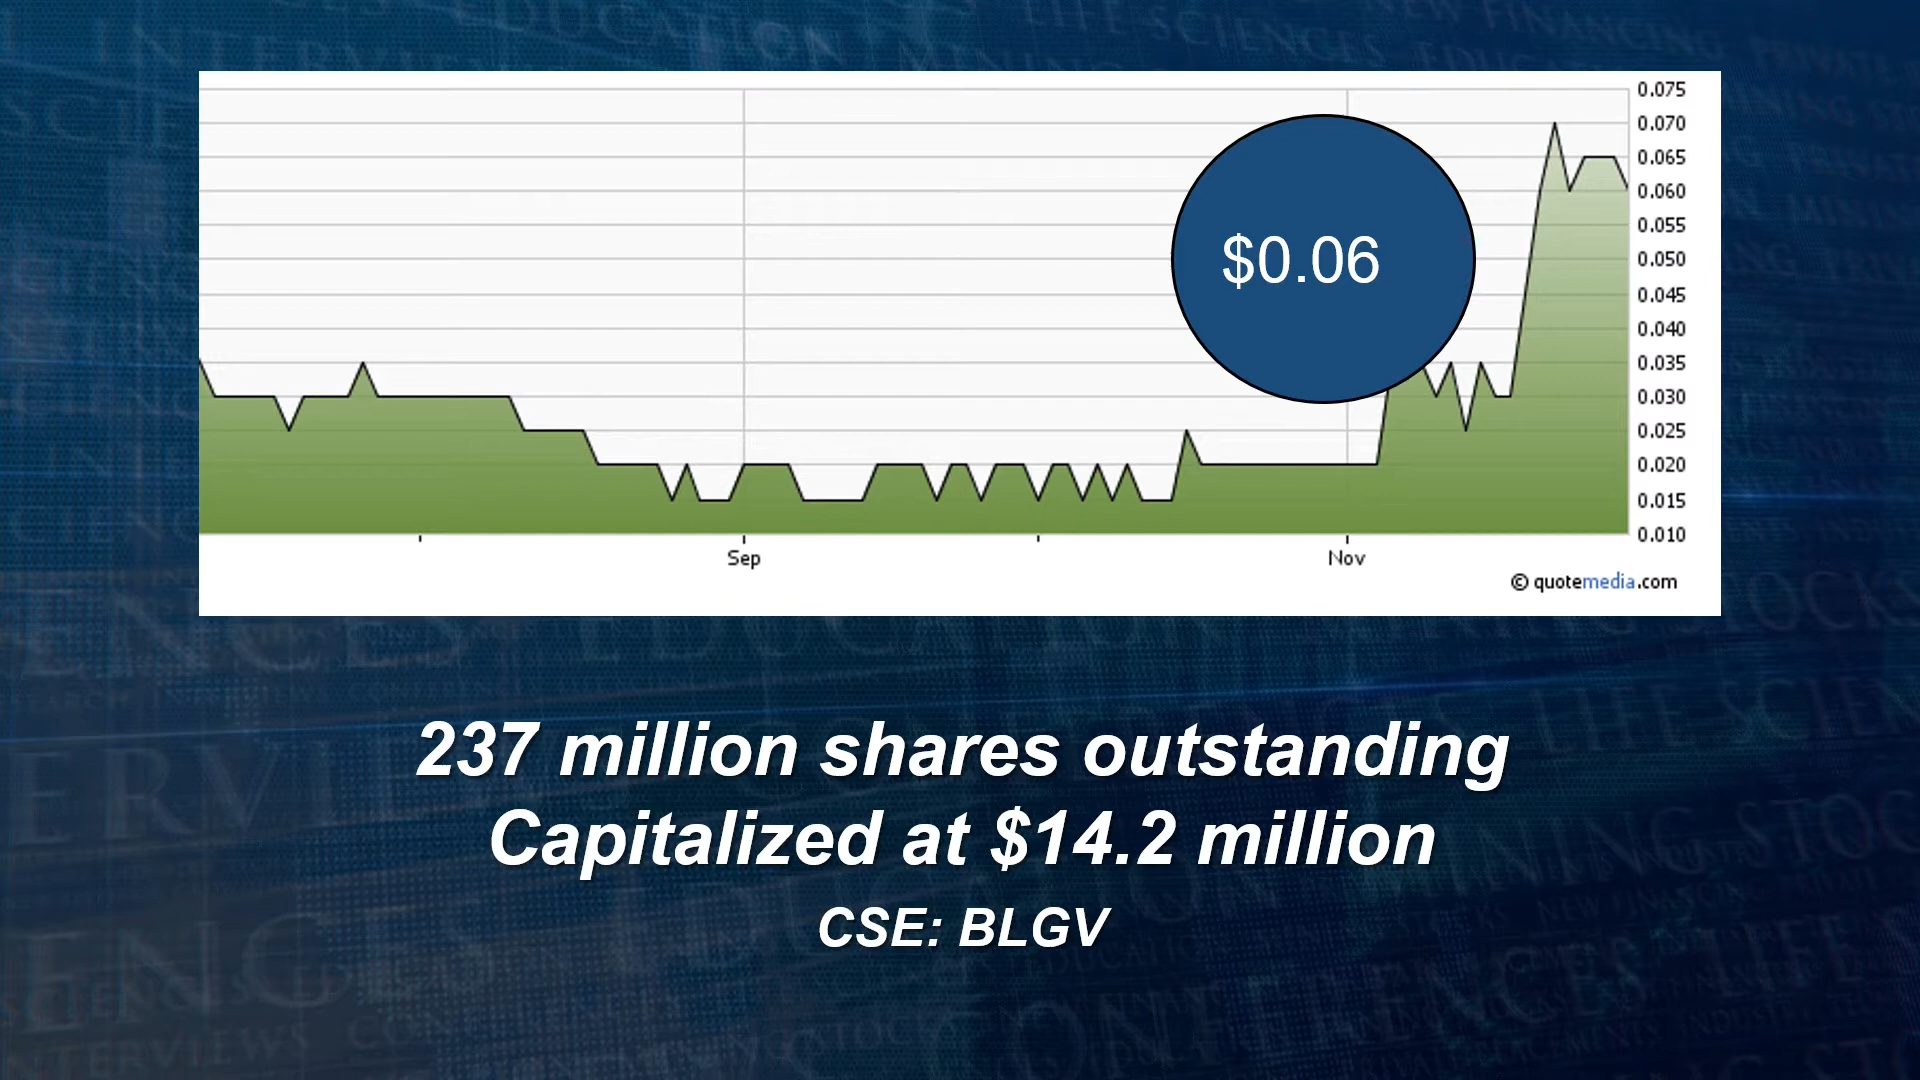 0.075
0.070
0.065
0.060
0.055
0.050
0.045
0.040
0.035
0.030
0.025
0.020
0.015
0.010
$0.06
Sep
Nov
© quotemedia.com
237 million shares outstanding
Capitalized at $14.2 million
CSE: BLGV